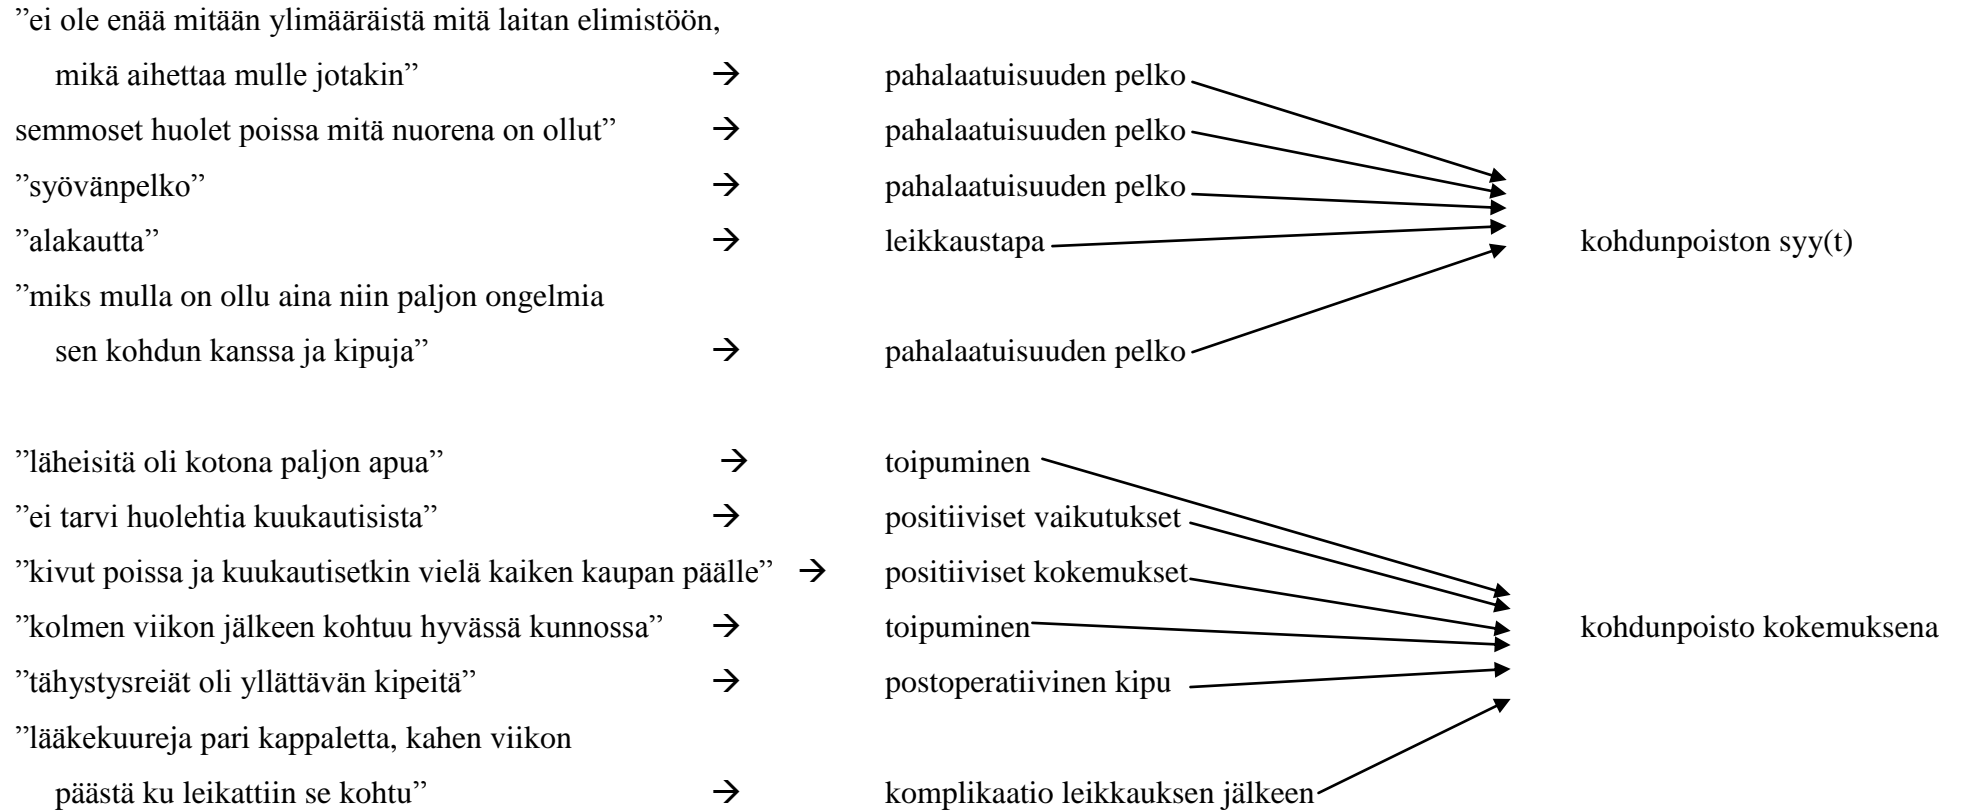 ”ei ole enää mitään ylimääräistä mitä laitan elimistöön,
mikä aihettaa mulle jotakin” → pahalaatuisuuden pelko
semmoset huolet poissa mitä nuorena on ollut” → pahalaatuisuuden pelko
”syövänpelko” → pahalaatuisuuden pelko
”alakautta” → leikkaustapa kohdunpoiston syy(t)
”miks mulla on ollu aina niin paljon ongelmia
sen kohdun kanssa ja kipuja” → pahalaatuisuuden pelko
”läheisitä oli kotona paljon apua” → toipuminen
”ei tarvi huolehtia kuukautisista” → positiiviset vaikutukset
”kivut poissa ja kuukautisetkin vielä kaiken kaupan päälle” → positiiviset kokemukset
”kolmen viikon jälkeen kohtuu hyvässä kunnossa” → toipuminen kohdunpoisto kokemuksena
”tähystysreiät oli yllättävän kipeitä” → postoperatiivinen kipu
”lääkekuureja pari kappaletta, kahen viikon
päästä ku leikattiin se kohtu” → komplikaatio leikkauksen jälkeen